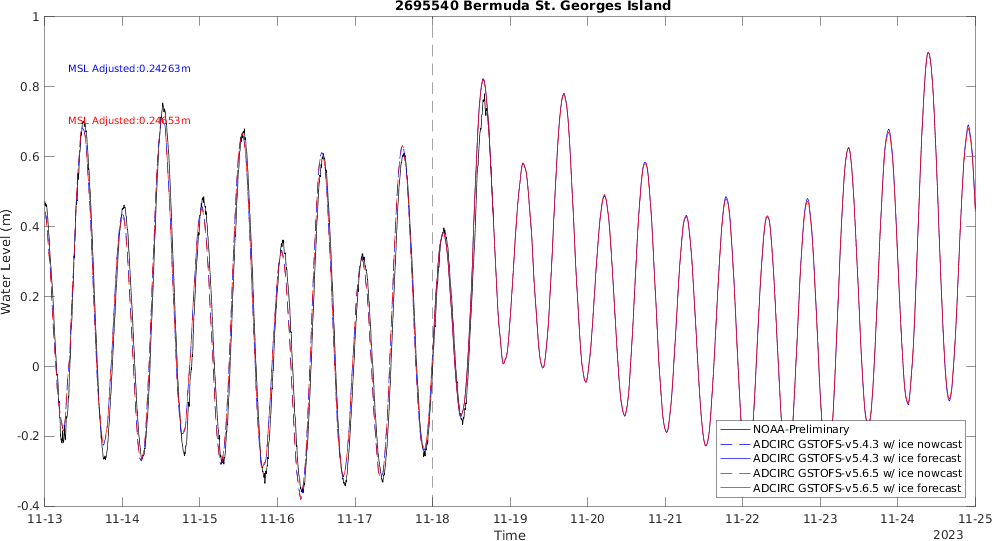 2695540 Bermuda St. Georges Island
MSL Adjusted:0.24263m
MSL Adjusted:0.24653m
Water Level (m)
1
0.8
0.6
0.4
0.2
0
-0.2
-0.4
NOAA-Preliminary
ADCIRC GSTOFS-v5.4.3 w/ ice nowcast
ADCIRC GSTOFS-v5.4.3 w/ ice forecast
ADCIRC GSTOFS-v5.6.5 w/ ice nowcast
ADCIRC GSTOFS-v5.6.5 w/ ice forecast
11-13 11-14 11-15 11-16 11-17 11-18 11-19 11-20 11-21 11-22 11-23 11-24 11-25
Time
2023